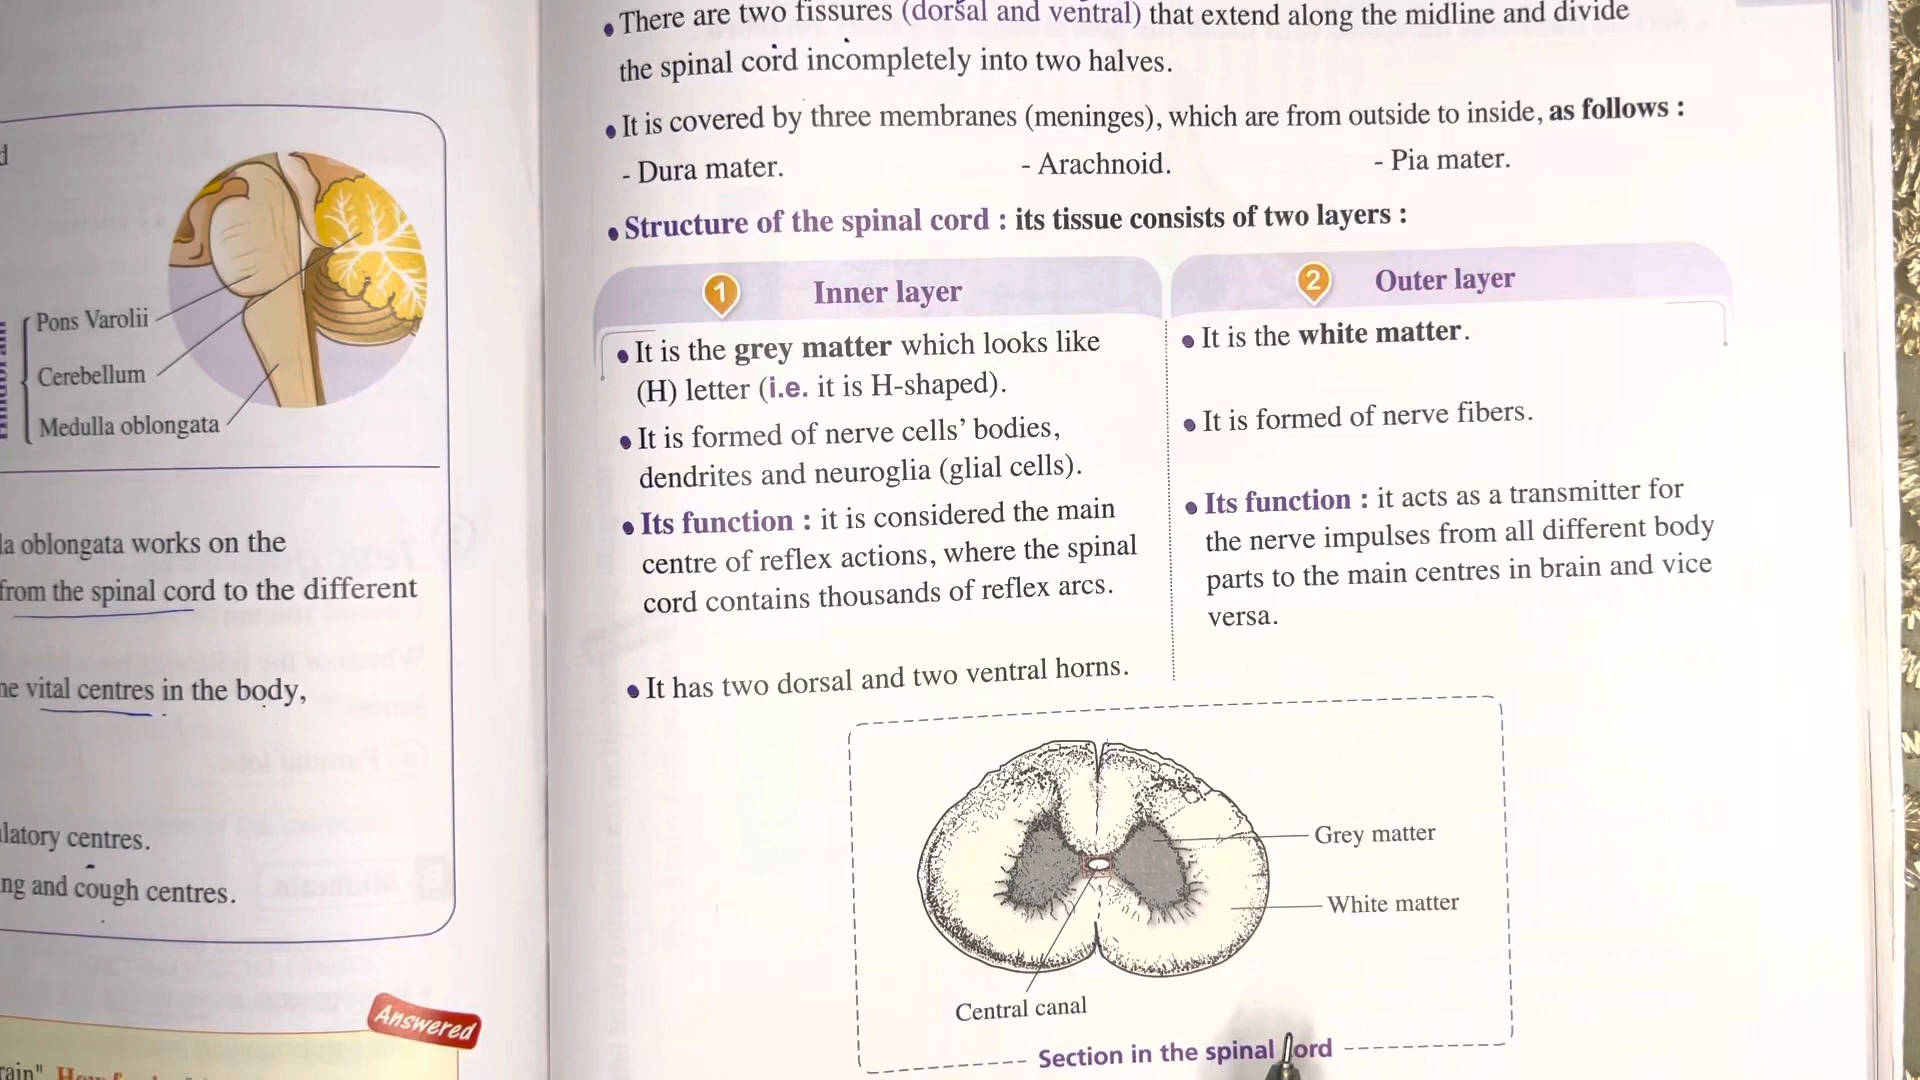 Pons Varolii
Cerebellum
Medulla oblongata
la oblongata works on the
from the spinal cord to the different
vital centres in the body,
latory centres.
ng and cough centres.
Answered
• There are two fissures (dorsal and ventral) that extend along the midline and divide
the spinal cord incompletely into two halves.
• It is covered by three membranes (meninges), which are from outside to inside, as follows :
- Dura mater. - Arachnoid. - Pia mater.
• Structure of the spinal cord : its tissue consists of two layers :
1 Inner layer
• It is the grey matter which looks like
(H) letter (i.e. it is H-shaped).
• It is formed of nerve cells' bodies,
dendrites and neuroglia (glial cells).
• Its function : it is considered the main
centre of reflex actions, where the spinal
cord contains thousands of reflex arcs.
• It has two dorsal and two ventral horns.
2 Outer layer
• It is the white matter.
• It is formed of nerve fibers.
• Its function : it acts as a transmitter for
the nerve impulses from all different body
parts to the main centres in brain and vice
versa.
Grey matter
White matter
Central canal
Section in the spinal ord